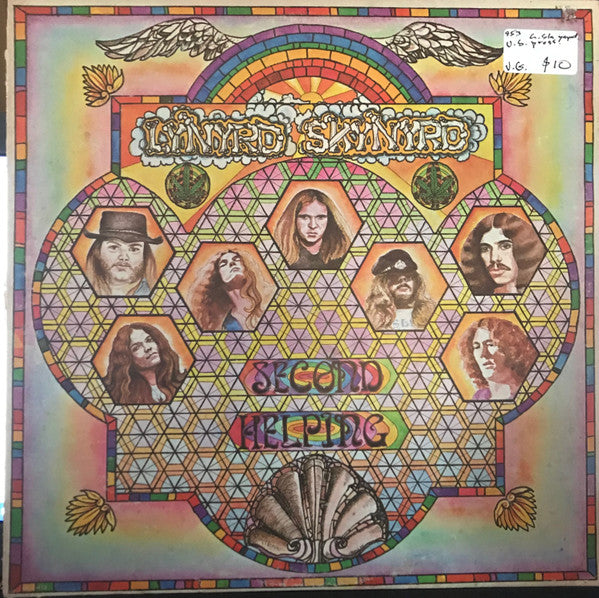 LYNYRD SKYNYRD
SECOND
HELPING
V.G. $10